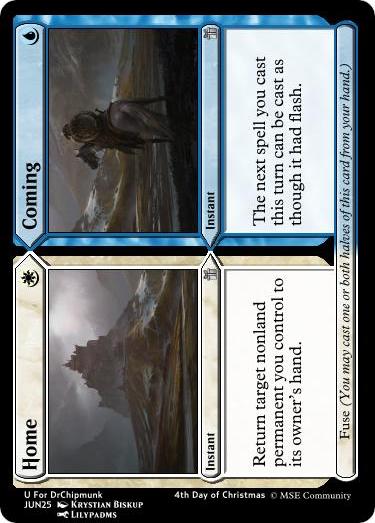 Home
Instant
Return target nonland
permanent you control to
its owner's hand.
Coming
Instant
The next spell you cast
this turn can be cast as
though it had flash.
Fuse (You may cast one or both halves of this card from your hand.)
U For DrChipmunk
JUN25 Krystian Biskup
Lilypadms
4th Day of Christmas © MSE Community